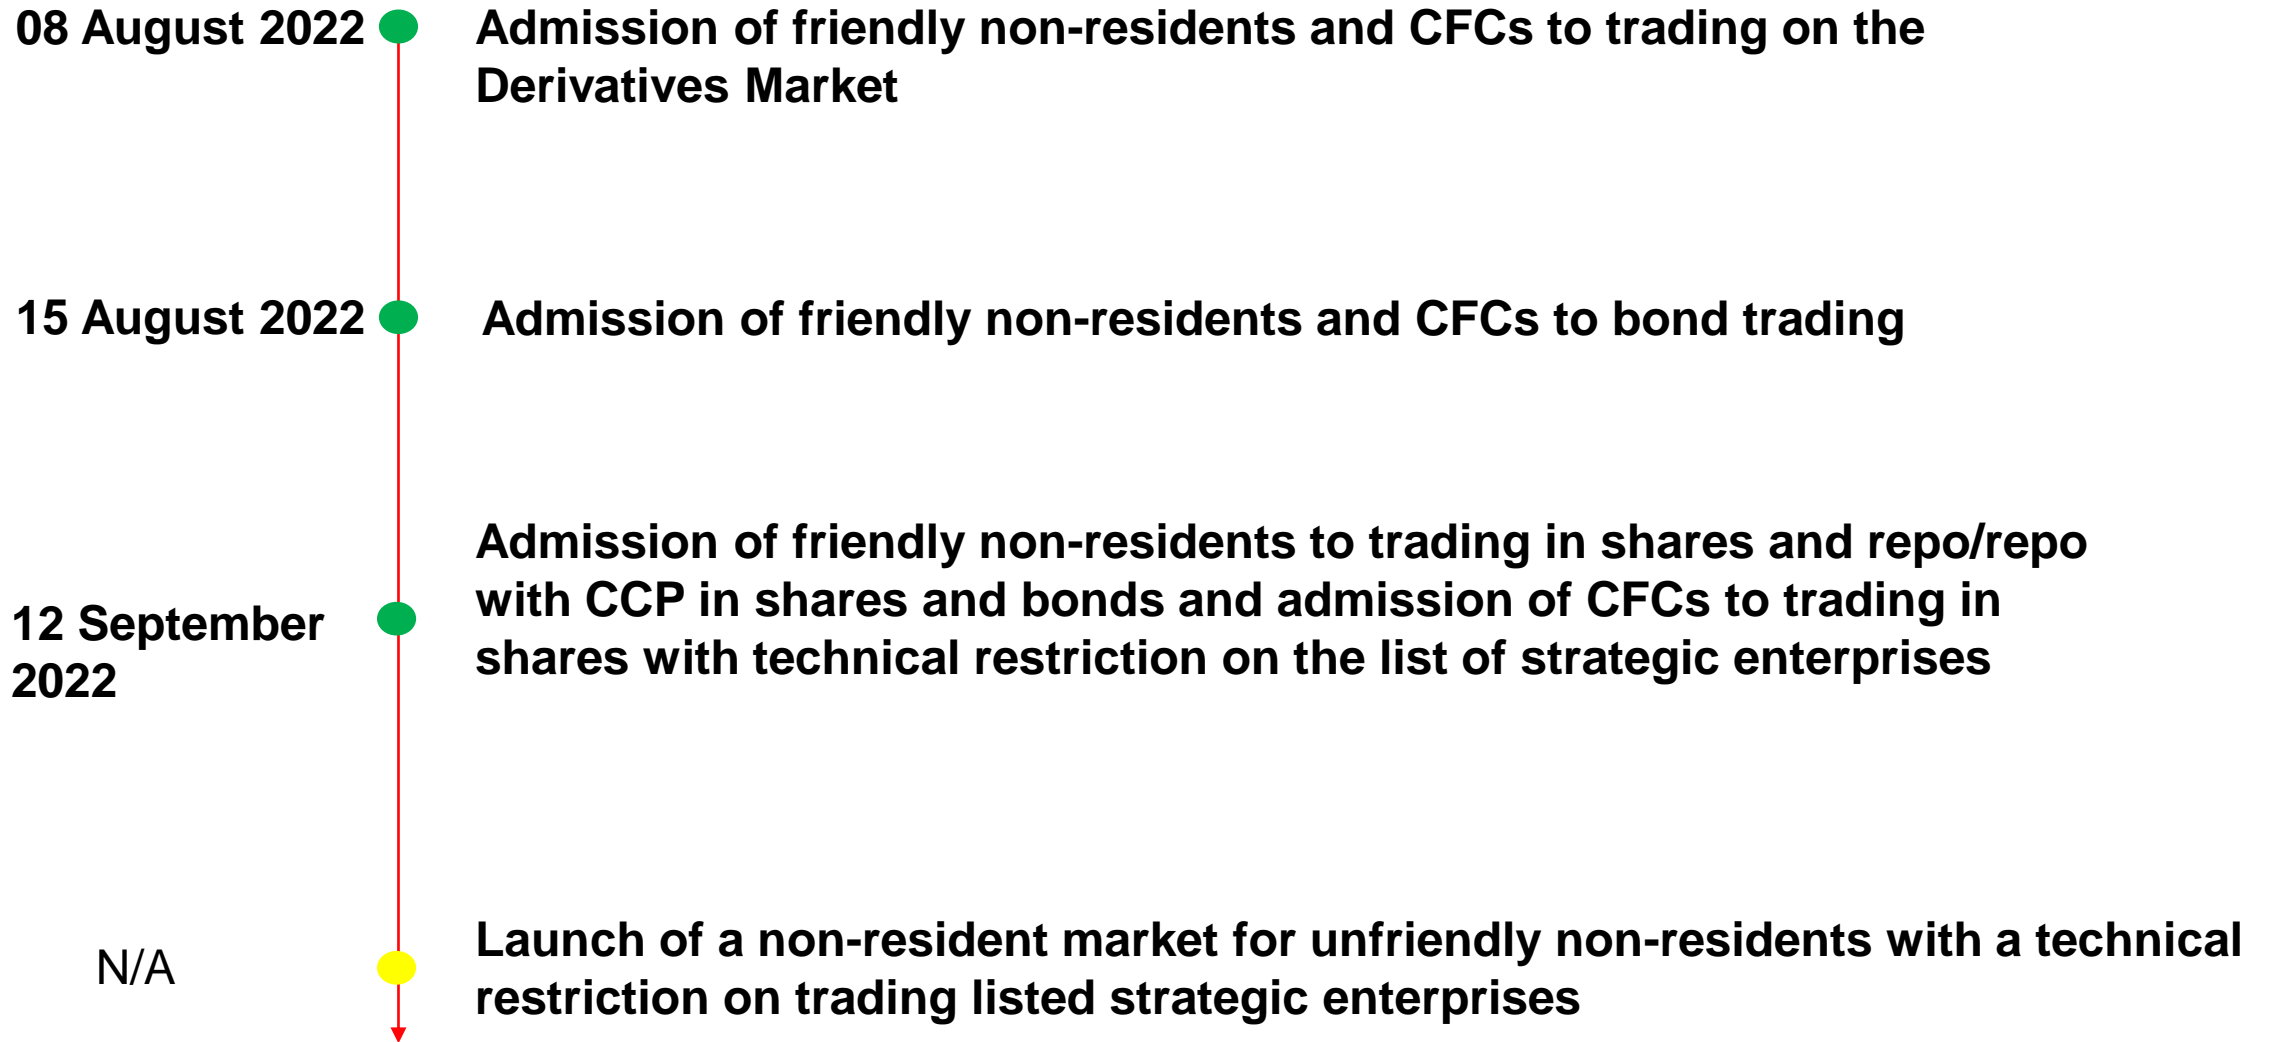 08 August 2022
Admission of friendly non-residents and CFCs to trading on the
Derivatives Market
15 August 2022
Admission of friendly non-residents and CFCs to bond trading
12 September
2022
Admission of friendly non-residents to trading in shares and repo/repo
with CCP in shares and bonds and admission of CFCs to trading in
shares with technical restriction on the list of strategic enterprises
N/A
Launch of a non-resident market for unfriendly non-residents with a technical
restriction on trading listed strategic enterprises